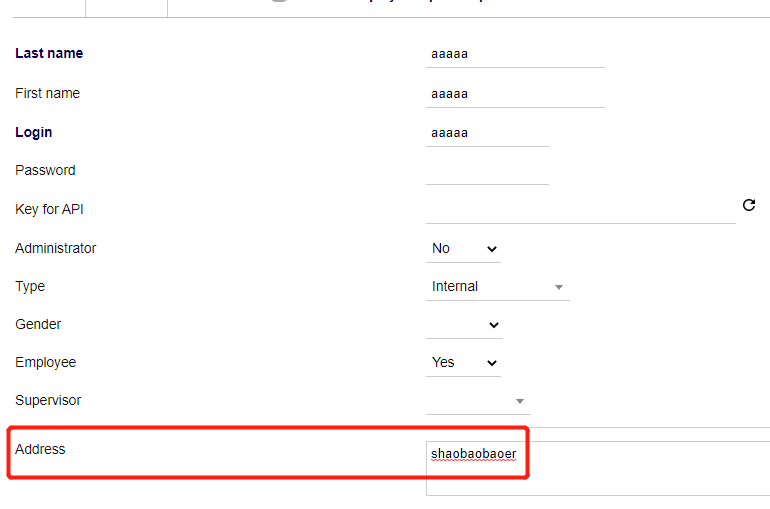 Last name aaaaa
First name aaaaa
Login aaaaa
Password
Key for API
Administrator No
Type Internal
Gender
Employee Yes
Supervisor
Address shaobaobaoer